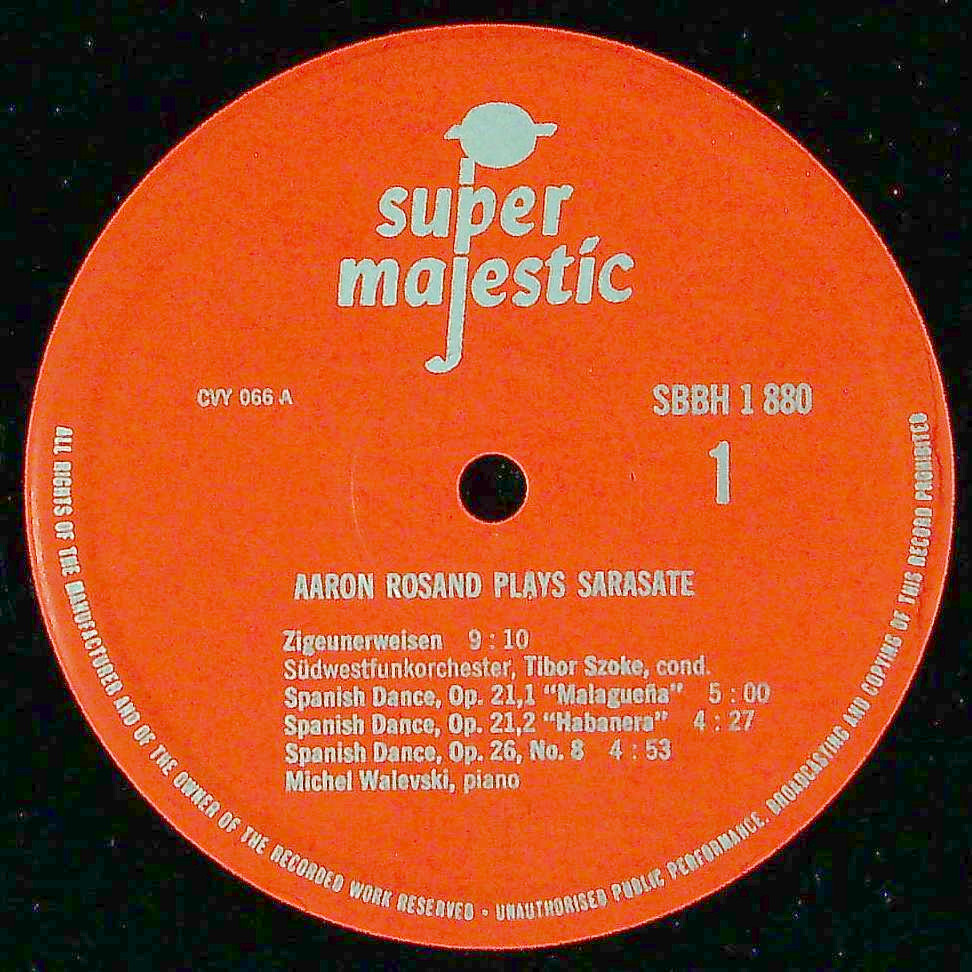 super
majestic
CVY 066 A
SBBH 1 880
1
AARON ROSAND PLAYS SARASATE
Zigeunerweisen 9 : 10
Südwestfunkorchester, Tibor Szoke, cond.
Spanish Dance, Op. 21,1 "Malagueña" 5 : 00
Spanish Dance, Op. 21,2 "Habanera" 4 : 27
Spanish Dance, Op. 26, No. 8 4 : 53
Michel Walevski, piano
ALL RIGHTS OF THE MANUFACTURER AND OF THE OWNER OF THE RECORDED WORK RESERVED · UNAUTHORISED PUBLIC PERFORMANCE, BROADCASTING AND COPYING OF THIS RECORD PROHIBITED